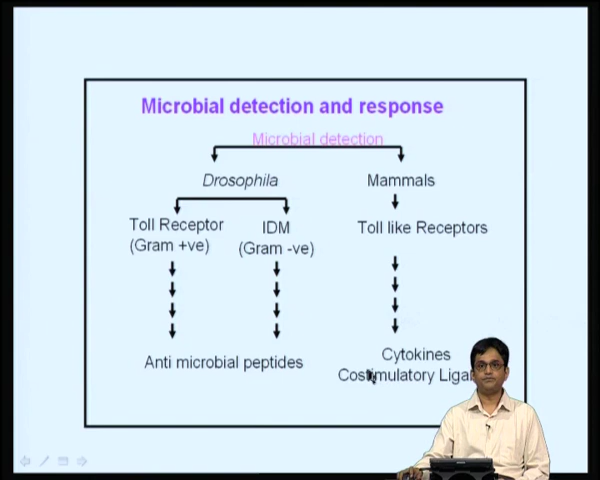 Microbial detection and response
Microbial detection
Drosophila
Mammals
Toll Receptor
(Gram +ve)
IDM
(Gram -ve)
Toll like Receptors
Anti microbial peptides
Cytokines
Costimulatory